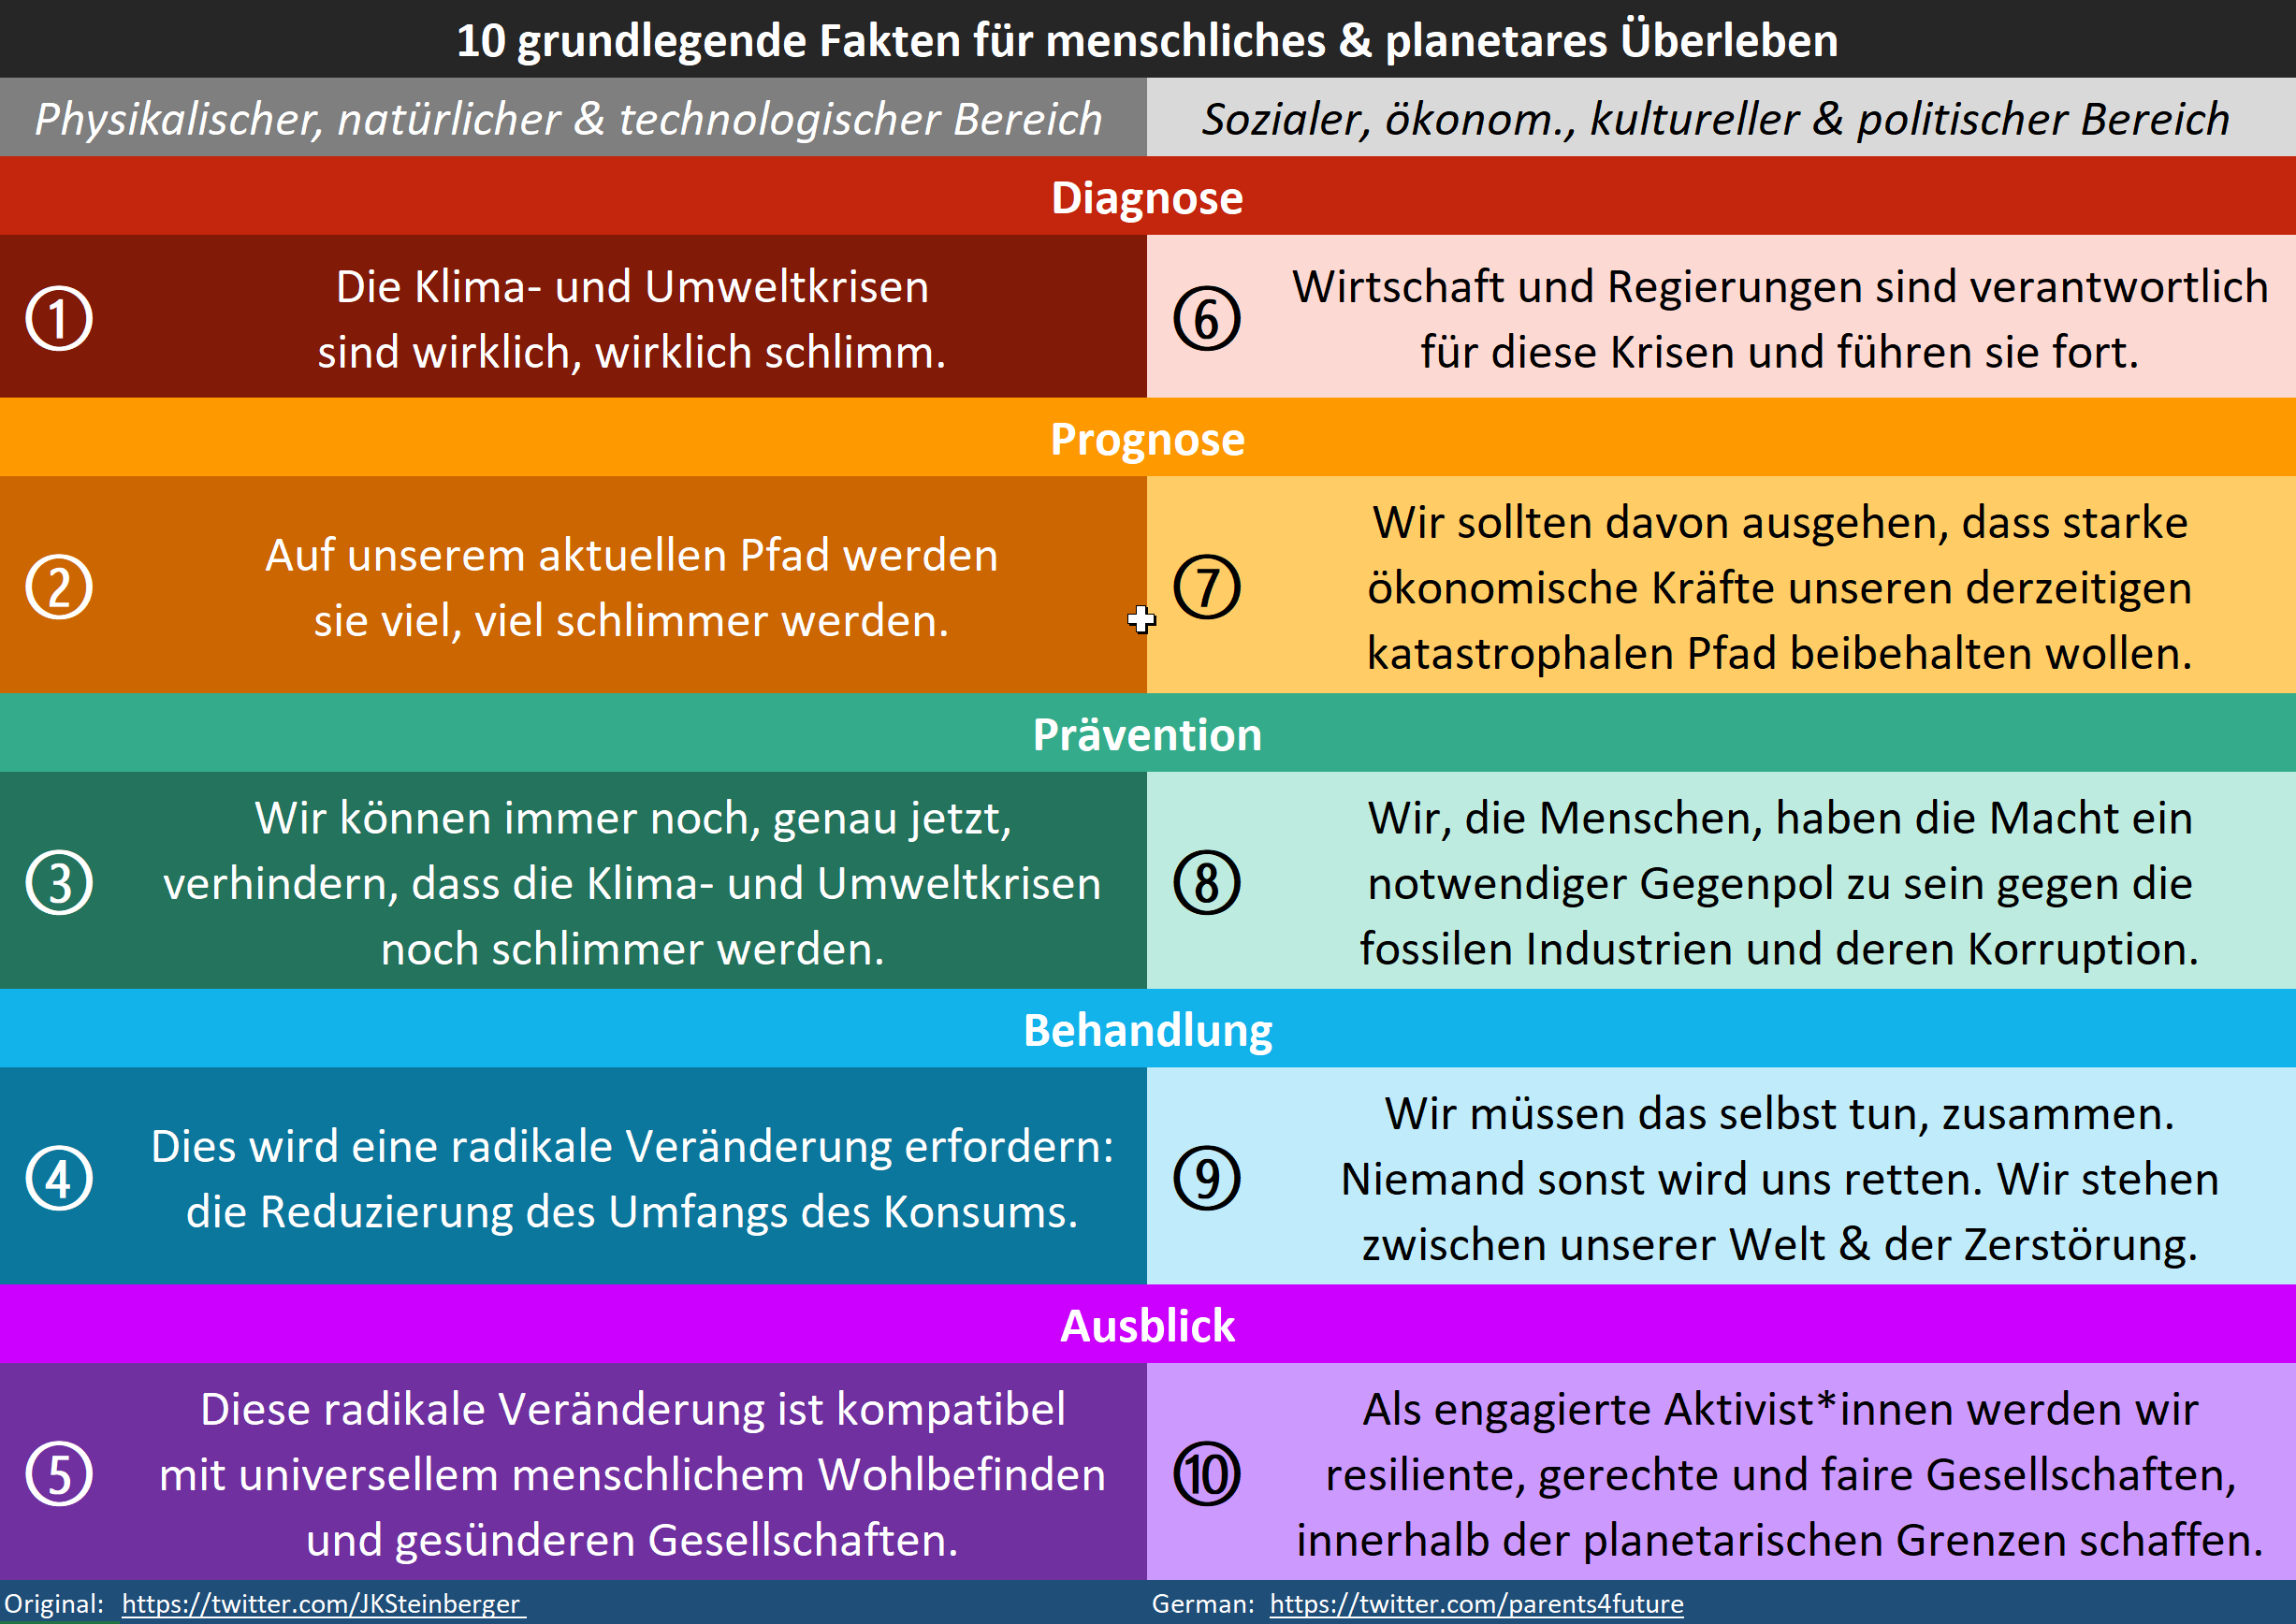 10 grundlegende Fakten für menschliches & planetares Überleben
Physikalischer, natürlicher & technologischer Bereich
Sozialer, ökonom., kultureller & politischer Bereich
Diagnose
①
Die Klima- und Umweltkrisen
sind wirklich, wirklich schlimm.
⑥
Wirtschaft und Regierungen sind verantwortlich
für diese Krisen und führen sie fort.
Prognose
②
Auf unserem aktuellen Pfad werden
sie viel, viel schlimmer werden.
⑦
Wir sollten davon ausgehen, dass starke
ökonomische Kräfte unseren derzeitigen
katastrophalen Pfad beibehalten wollen.
Prävention
③
Wir können immer noch, genau jetzt,
verhindern, dass die Klima- und Umweltkrisen
noch schlimmer werden.
⑧
Wir, die Menschen, haben die Macht ein
notwendiger Gegenpol zu sein gegen die
fossilen Industrien und deren Korruption.
Behandlung
④
Dies wird eine radikale Veränderung erfordern:
die Reduzierung des Umfangs des Konsums.
⑨
Wir müssen das selbst tun, zusammen.
Niemand sonst wird uns retten. Wir stehen
zwischen unserer Welt & der Zerstörung.
Ausblick
⑤
Diese radikale Veränderung ist kompatibel
mit universellem menschlichem Wohlbefinden
und gesünderen Gesellschaften.
⑩
Als engagierte Aktivist*innen werden wir
resiliente, gerechte und faire Gesellschaften,
innerhalb der planetarischen Grenzen schaffen.
Original: https://twitter.com/JKSteinberger
German: https://twitter.com/parents4future